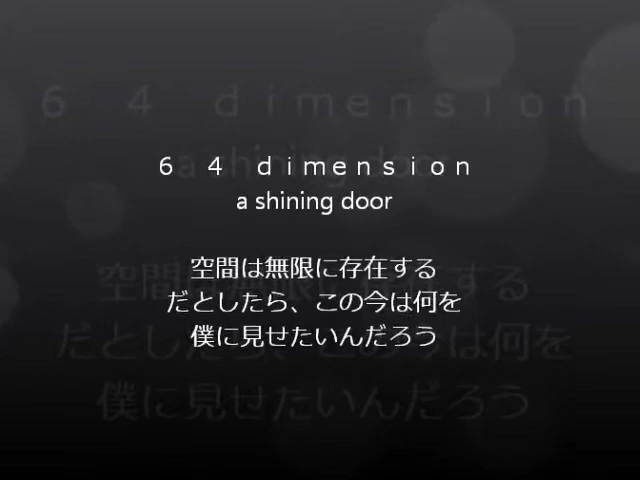 ６ ４ ｄｉｍｅｎｓｉｏｎ
a shining door
空間は無限に存在する
だとしたら、この今は何を
僕に見せたいんだろう